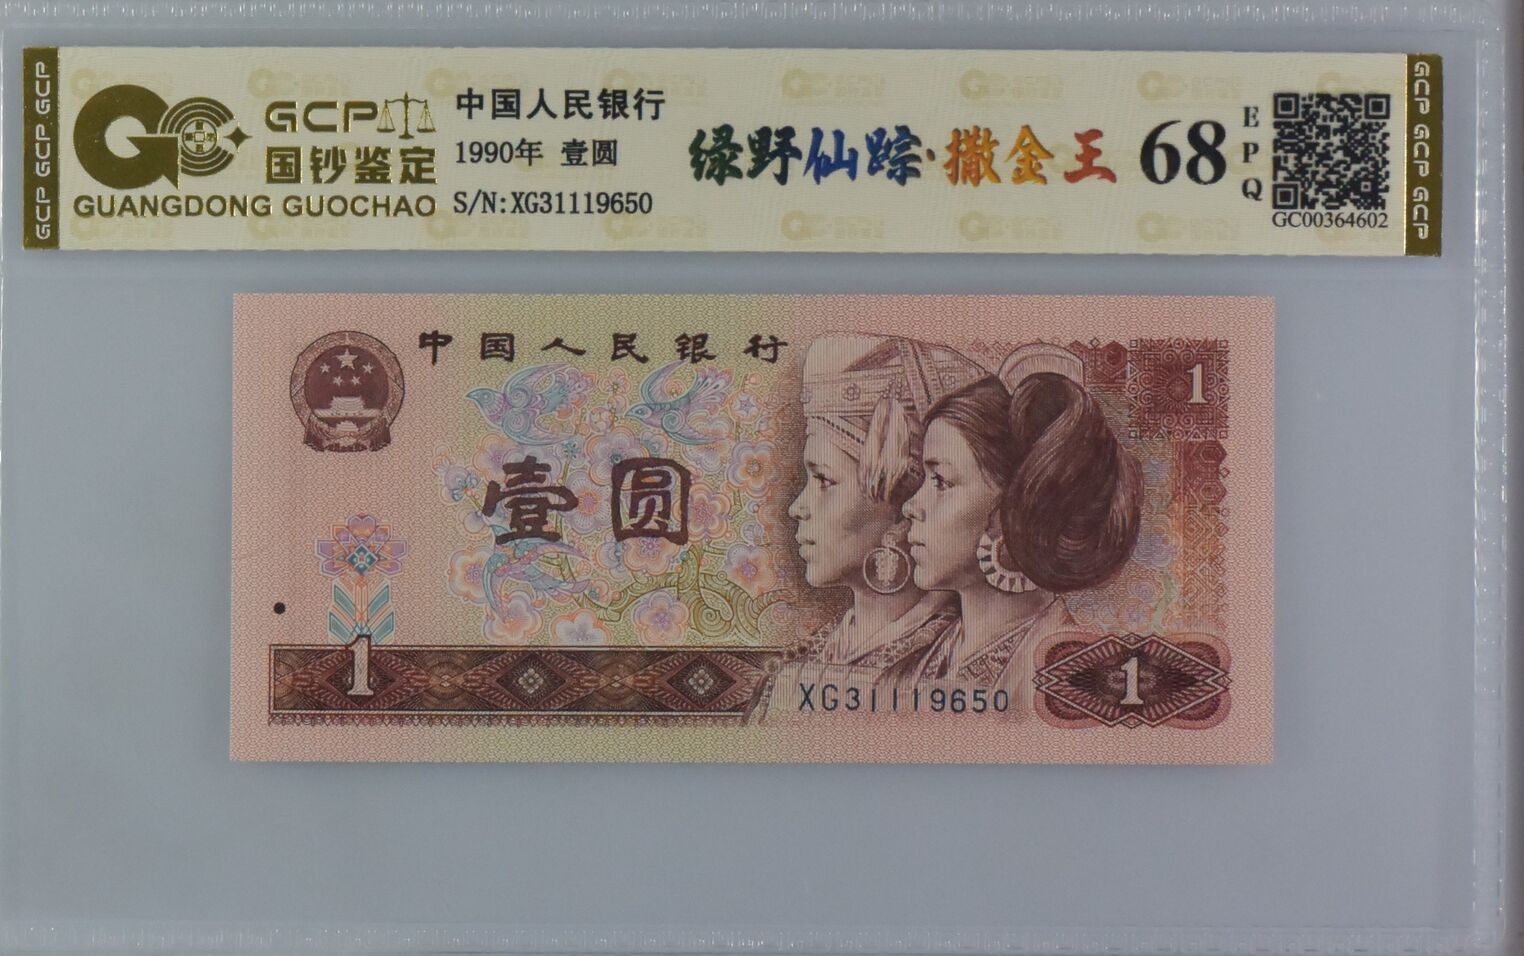 GCP GCP GCP
GCP
国钞鉴定
GUANGDONG GUOCHAO
中国人民银行
1990年 壹圆
S/N:XG31119650
绿野仙踪·撒金王
68
EPQ
GC00364602
GCP GCP GCP
中国人民银行
1
壹圆
1
XG31119650
1